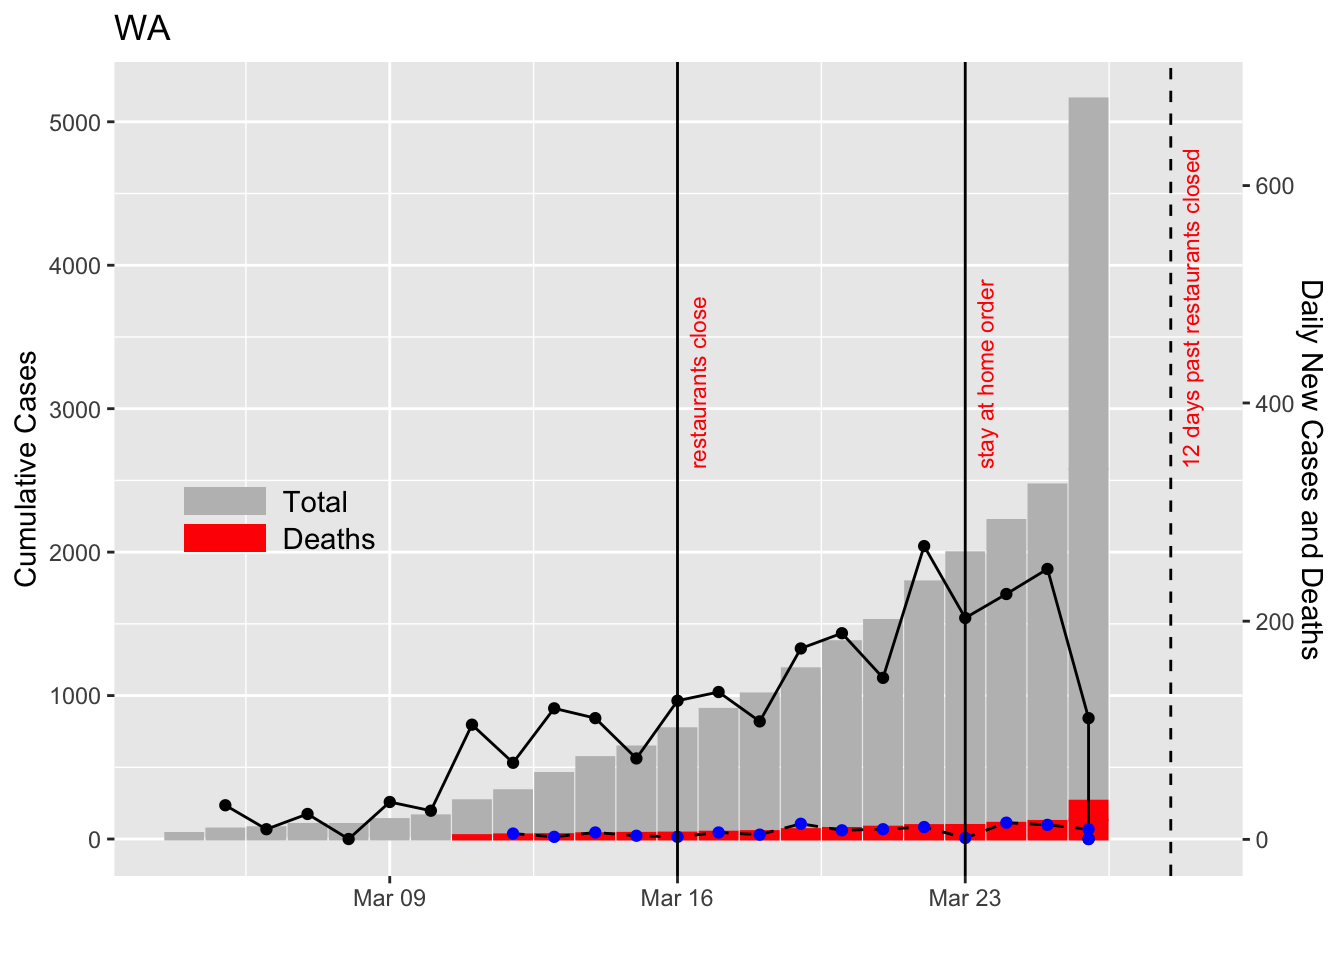 WA
5000
4000
3000
2000
1000
0
Cumulative Cases
Total
Deaths
restaurants close
stay at home order
12 days past restaurants closed
600
400
200
0
Daily New Cases and Deaths
Mar 09
Mar 16
Mar 23